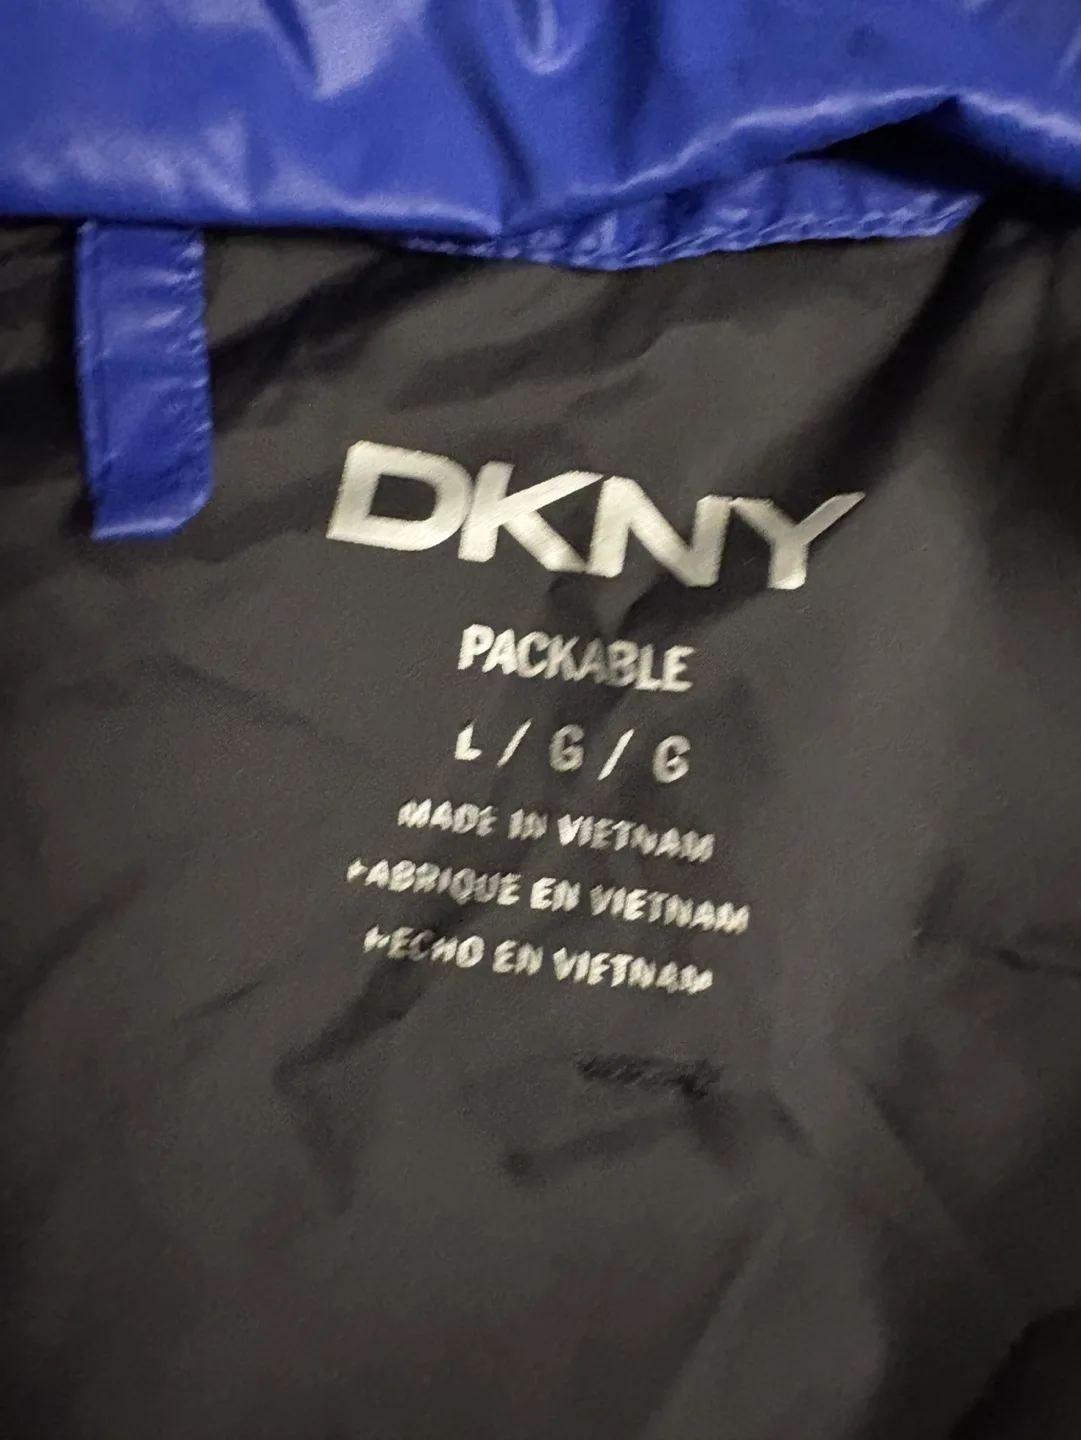 DKNY
PACKABLE
L / G / G
MADE IN VIETNAM
FABRIQUE EN VIETNAM
HECHO EN VIETNAM